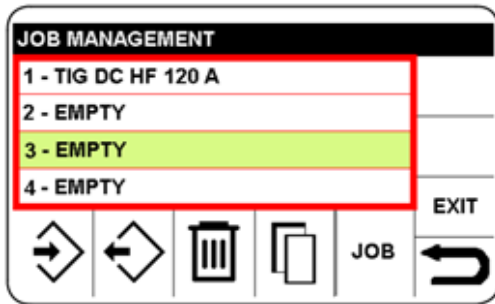 JOB MANAGEMENT
1 - TIG DC HF 120 A
2 - EMPTY
3 - EMPTY
4 - EMPTY
EXIT
JOB